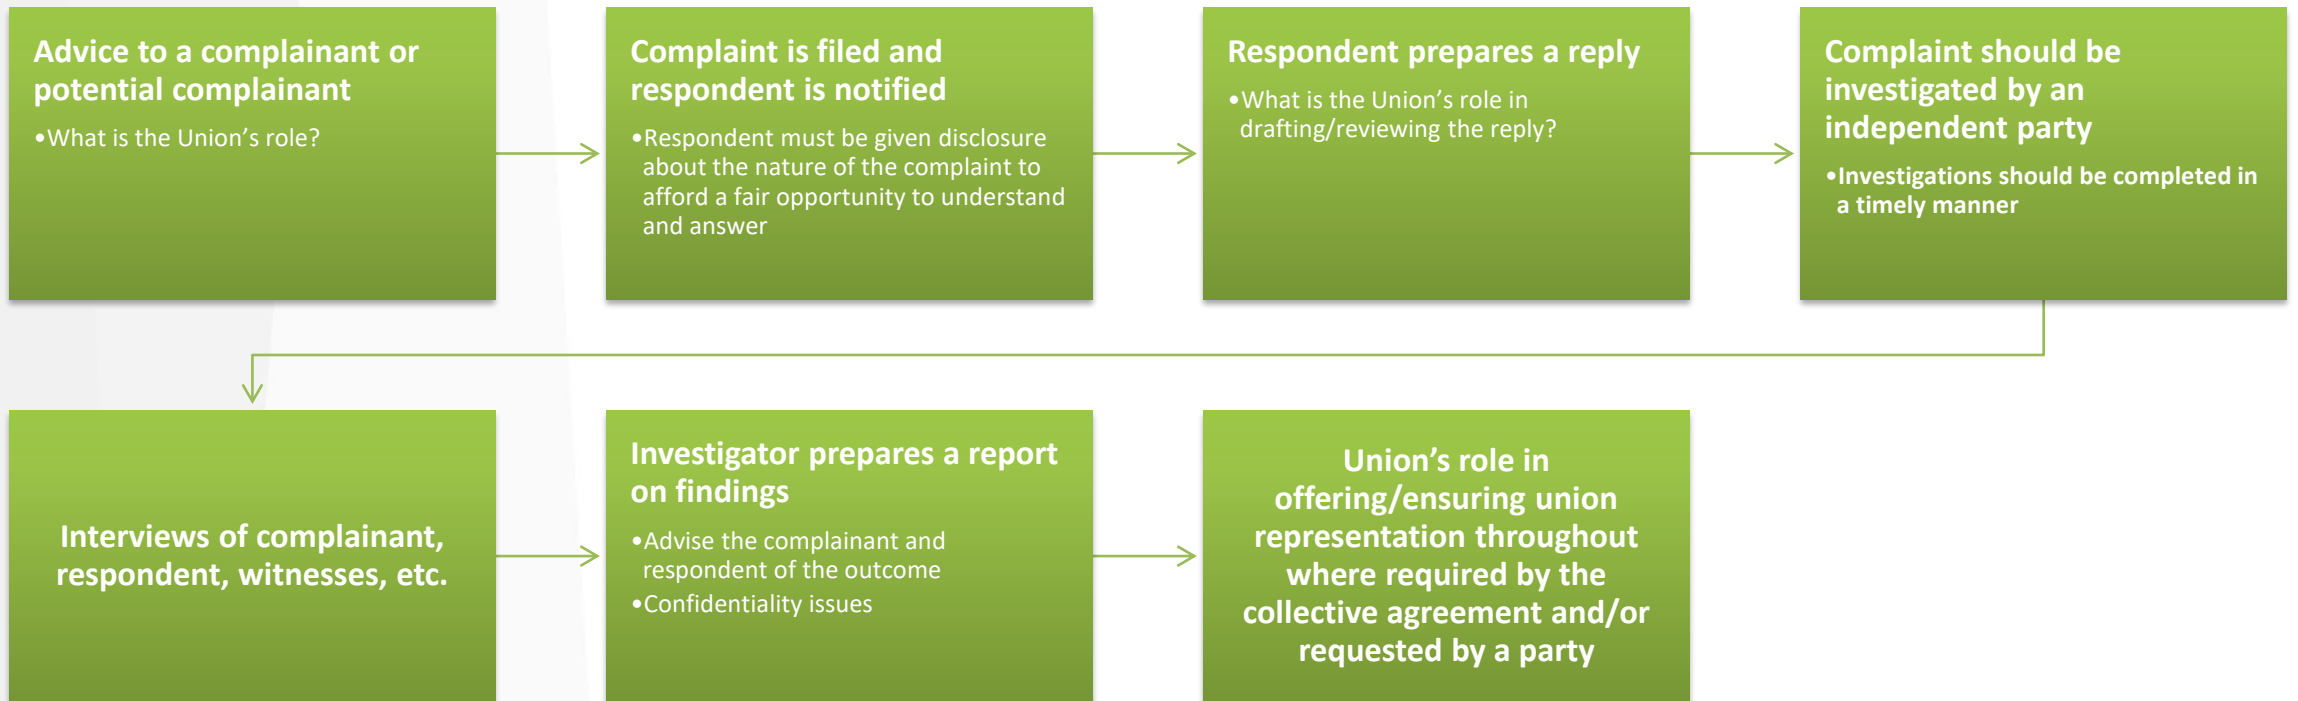 Advice to a complainant or
potential complainant
•What is the Union’s role?
Complaint is filed and
respondent is notified
•Respondent must be given disclosure
about the nature of the complaint to
afford a fair opportunity to understand
and answer
Respondent prepares a reply
•What is the Union’s role in
drafting/reviewing the reply?
Complaint should be
investigated by an
independent party
•Investigations should be completed in
a timely manner
Interviews of complainant,
respondent, witnesses, etc.
Investigator prepares a report
on findings
•Advise the complainant and
respondent of the outcome
•Confidentiality issues
Union’s role in
offering/ensuring union
representation throughout
where required by the
collective agreement and/or
requested by a party